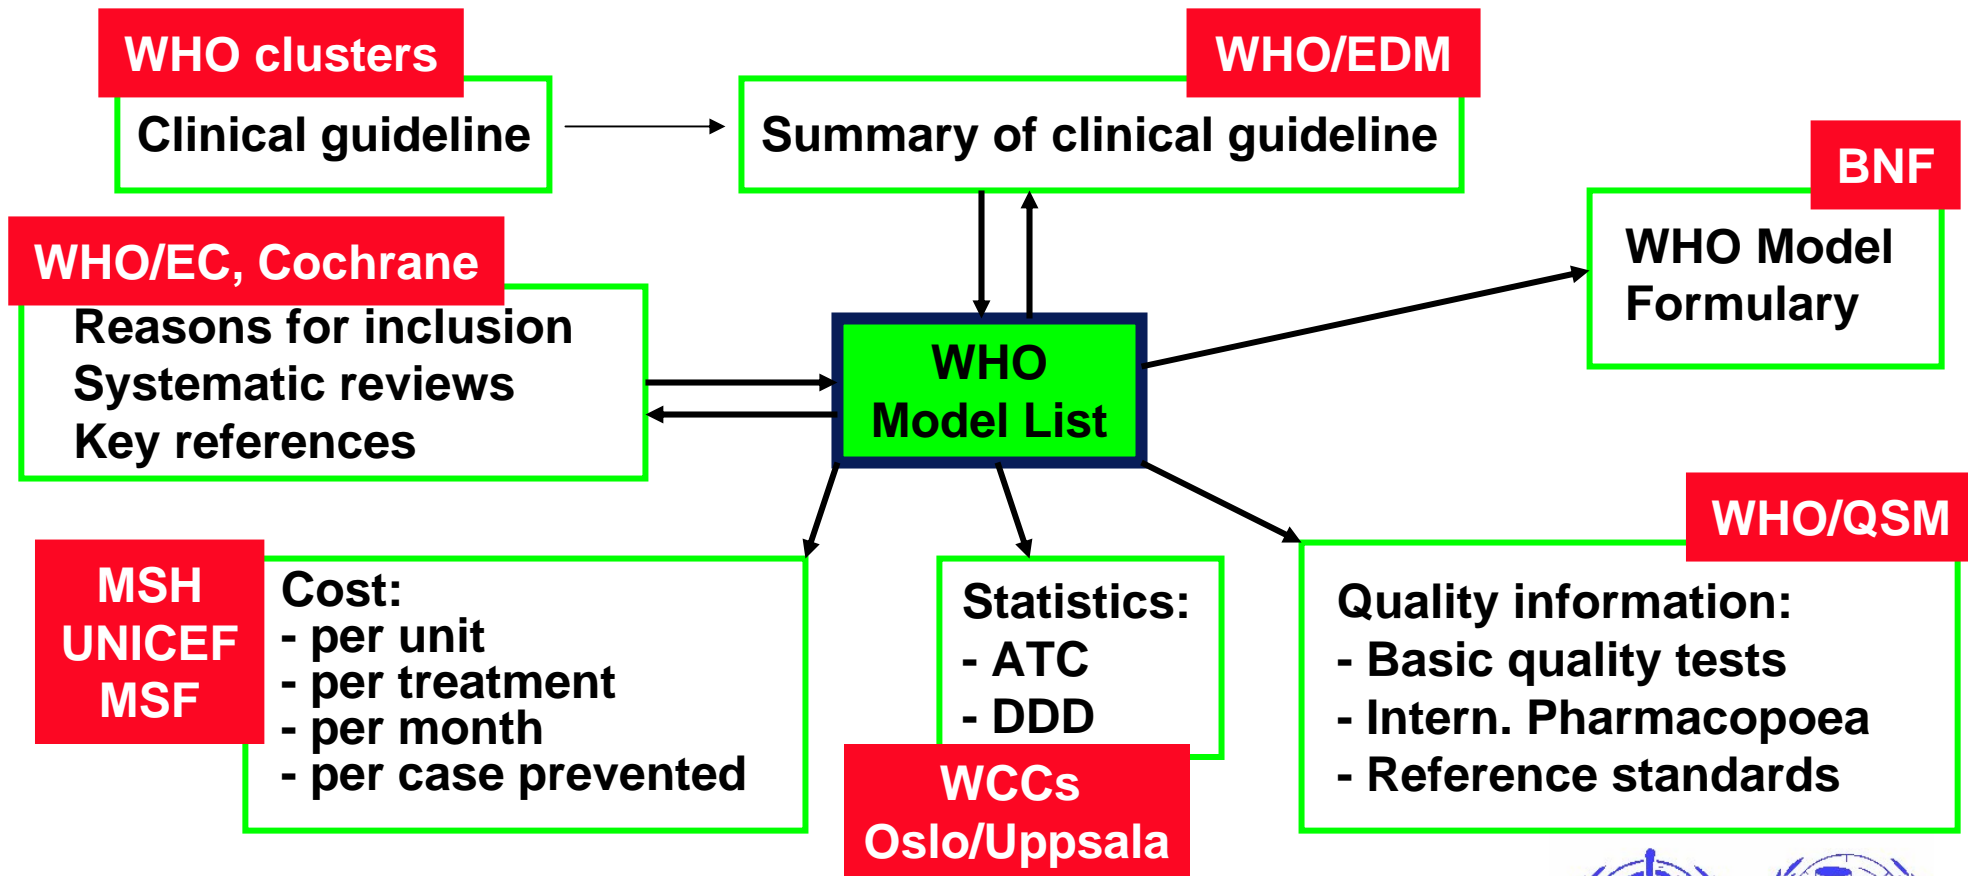 WHO clusters
Clinical guideline
WHO/EDM
Summary of clinical guideline
BNF
WHO Model
Formulary
WHO/EC, Cochrane
Reasons for inclusion
Systematic reviews
Key references
WHO
Model List
MSH
UNICEF
MSF
Cost:
- per unit
- per treatment
- per month
- per case prevented
Statistics:
- ATC
- DDD
WCCs
Oslo/Uppsala
WHO/QSM
Quality information:
- Basic quality tests
- Intern. Pharmacopoea
- Reference standards